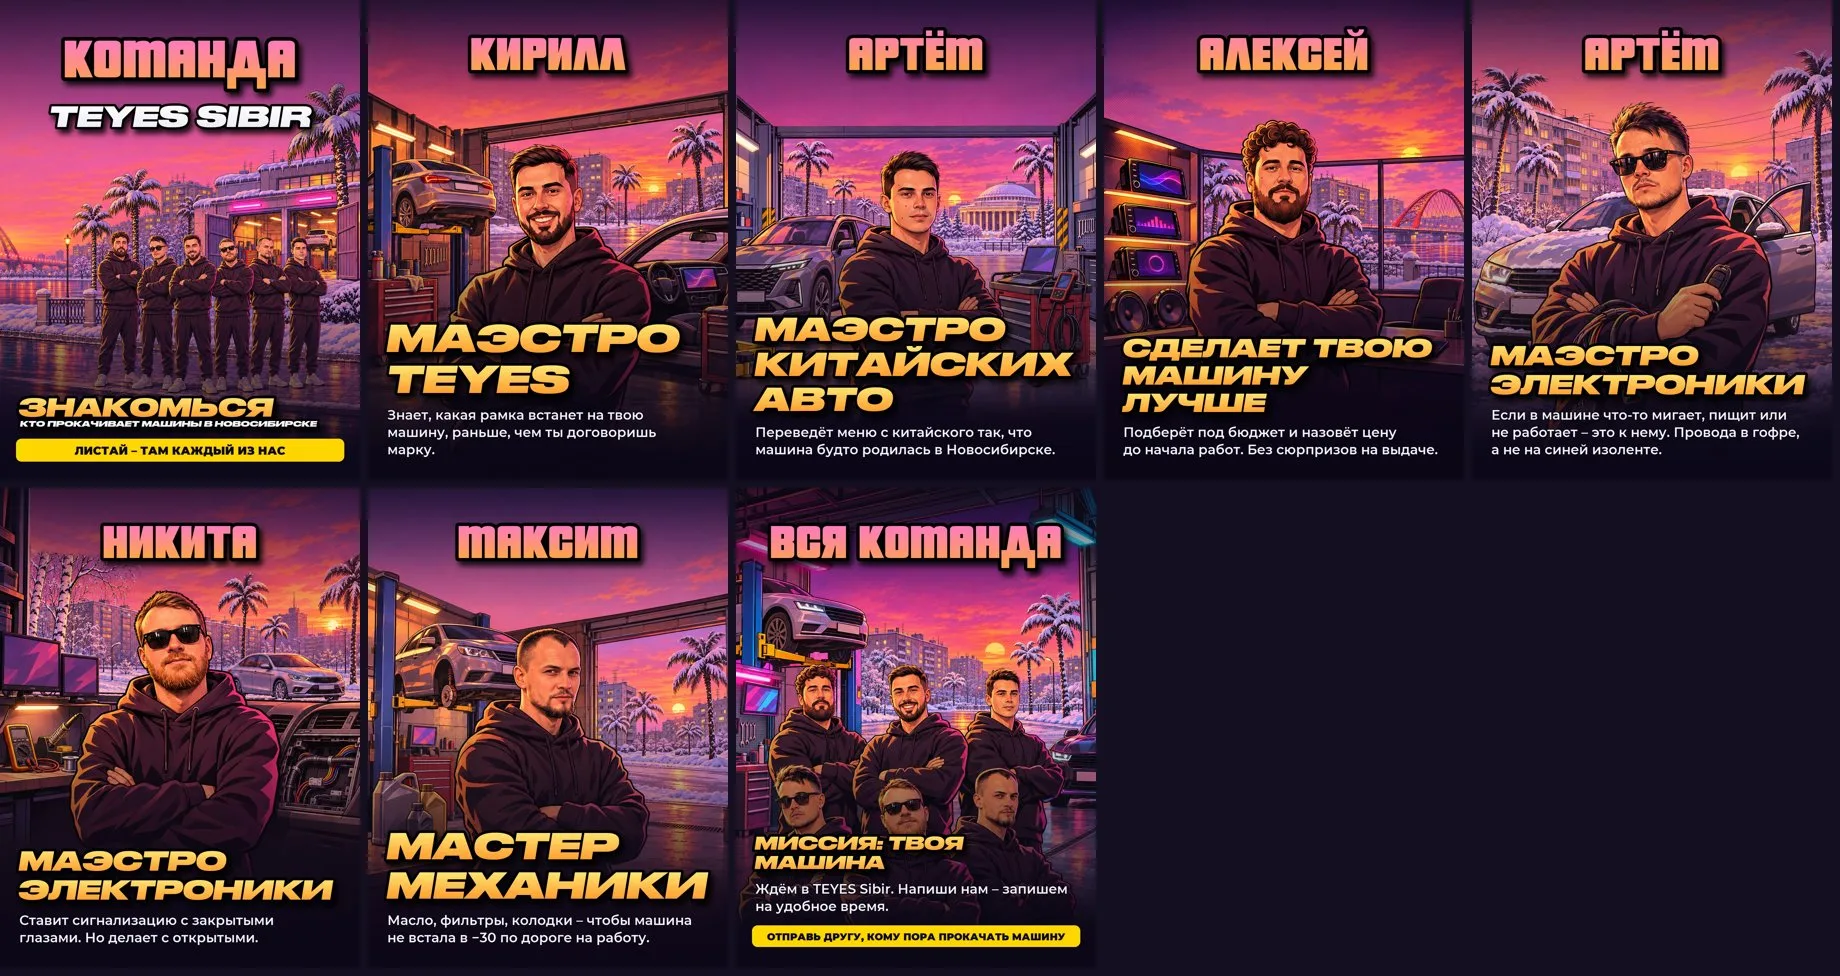 КОМАНДА
TEYES SIBIR
ЗНАКОМЬСЯ
КТО ПРОКАЧИВАЕТ МАШИНЫ В НОВОСИБИРСКЕ
ЛИСТАЙ – ТАМ КАЖДЫЙ ИЗ НАС
КИРИЛЛ
МАЭСТРО
TEYES
Знает, какая рамка встанет на твою
машину, раньше, чем ты договоришь
марку.
АРТЁМ
МАЭСТРО
КИТАЙСКИХ
АВТО
Переведёт меню с китайского так, что
машина будто родилась в Новосибирске.
АЛЕКСЕЙ
СДЕЛАЕТ ТВОЮ
МАШИНУ
ЛУЧШЕ
Подберёт под бюджет и назовёт цену
до начала работ. Без сюрпризов на выдаче.
АРТЁМ
МАЭСТРО
ЭЛЕКТРОНИКИ
Если в машине что-то мигает, пищит или
не работает – это к нему. Провода в гофре,
а не на синей изоленте.
НИКИТА
МАЭСТРО
ЭЛЕКТРОНИКИ
Ставит сигнализацию с закрытыми
глазами. Но делает с открытыми.
МАКСИМ
МАСТЕР
МЕХАНИКИ
Масло, фильтры, колодки – чтобы машина
не встала в −30 по дороге на работу.
ВСЯ КОМАНДА
МИССИЯ: ТВОЯ
МАШИНА
Ждём в TEYES Sibir. Напиши нам – запишем
на удобное время.
ОТПРАВЬ ДРУГУ, КОМУ ПОРА ПРОКАЧАТЬ МАШИНУ